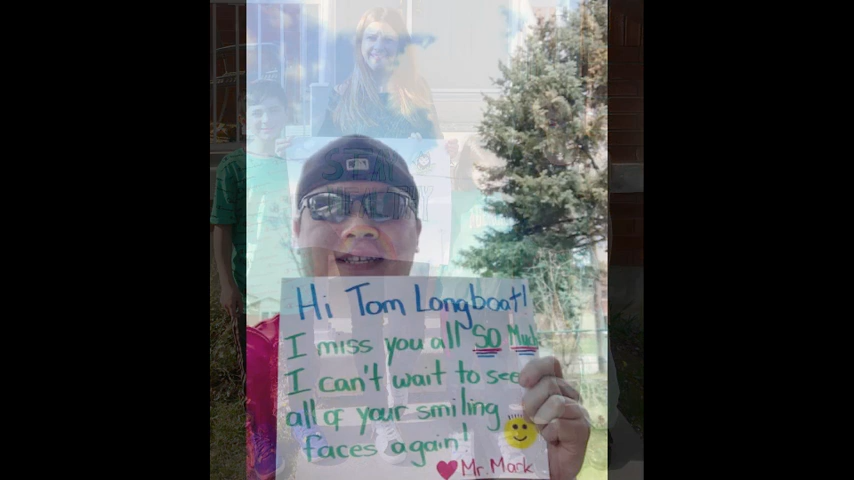 Hi Tom Longboat!
I miss you all SO Much
I can't wait to see
all of your smiling
faces again!
Mr. Mack